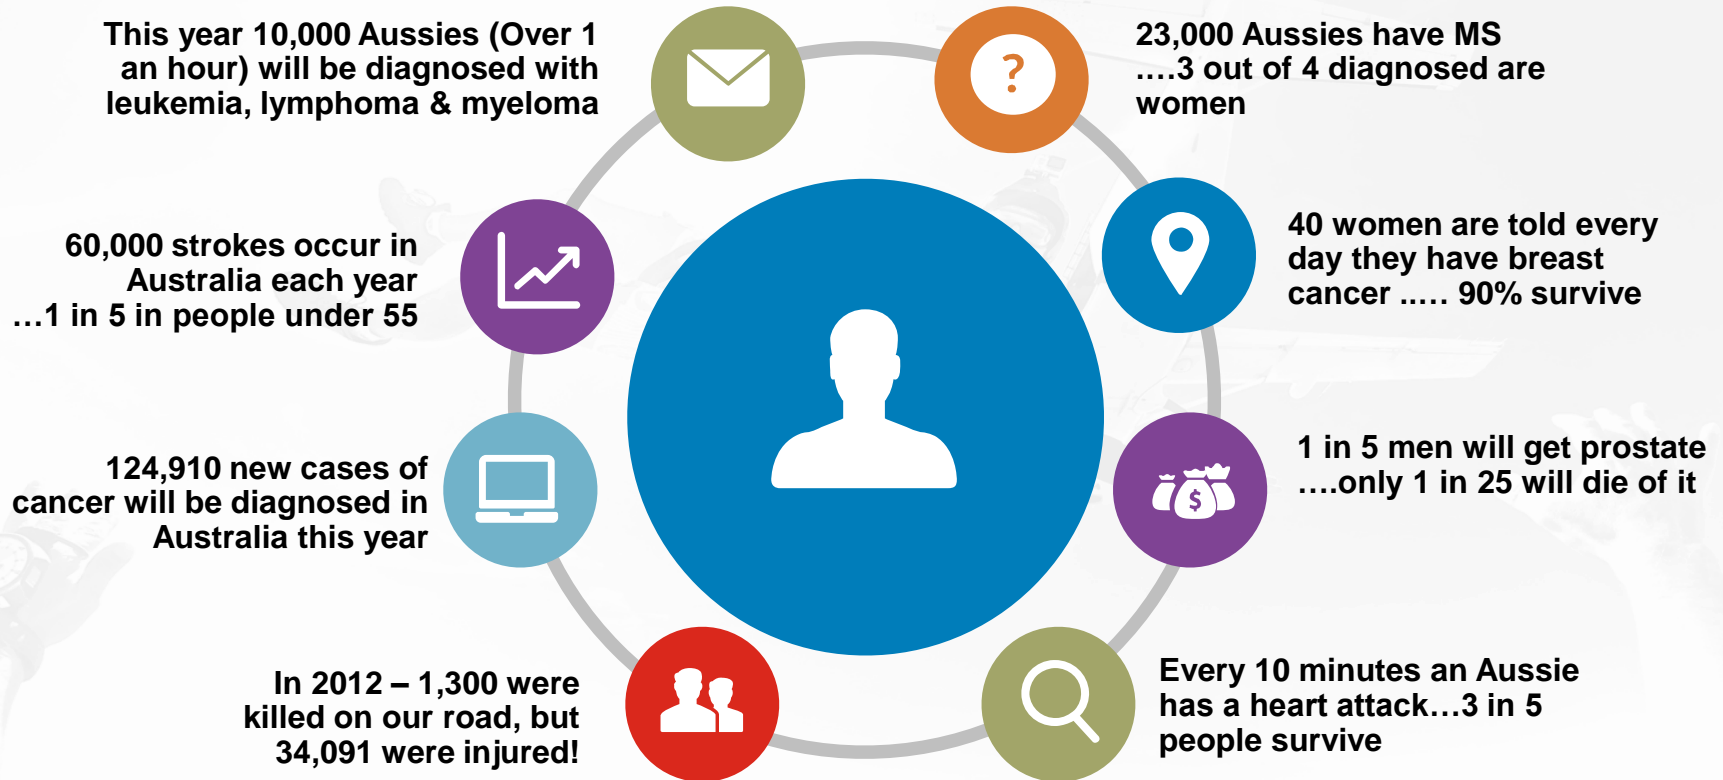 This year 10,000 Aussies (Over 1
an hour) will be diagnosed with
leukemia, lymphoma & myeloma
23,000 Aussies have MS
….3 out of 4 diagnosed are
women
?
60,000 strokes occur in
Australia each year
…1 in 5 in people under 55
40 women are told every
day they have breast
cancer ..… 90% survive
124,910 new cases of
cancer will be diagnosed in
Australia this year
1 in 5 men will get prostate
….only 1 in 25 will die of it
$
In 2012 – 1,300 were
killed on our road, but
34,091 were injured!
Every 10 minutes an Aussie
has a heart attack…3 in 5
people survive